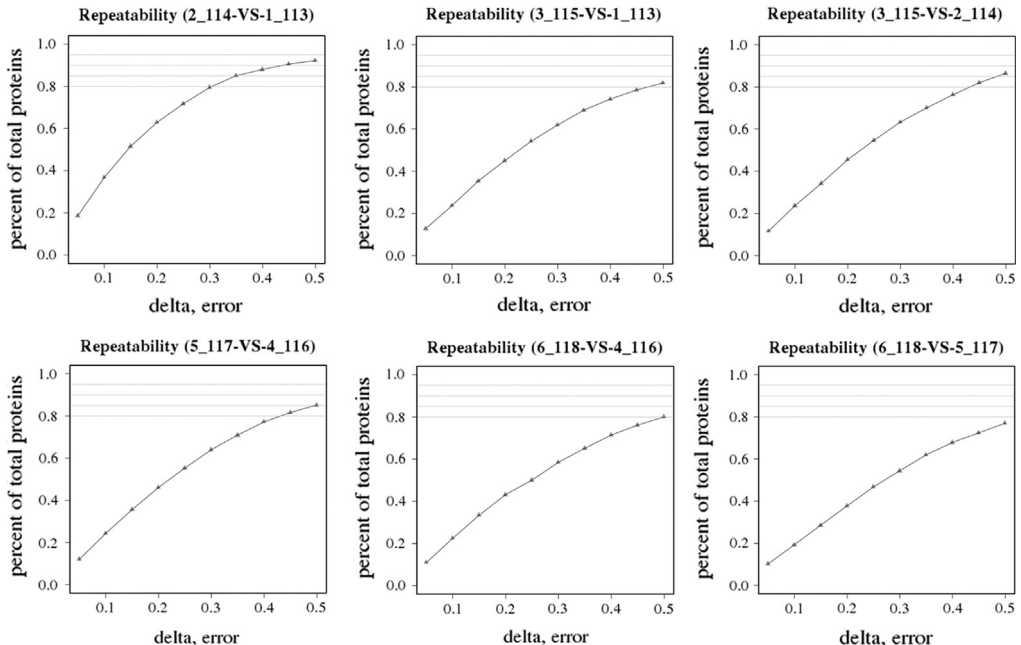 Repeatability (2_114-VS-1_113)
percent of total proteins
1.0
0.8
0.6
0.4
0.2
0.0
0.1 0.2 0.3 0.4 0.5
delta, error
Repeatability (3_115-VS-1_113)
percent of total proteins
1.0
0.8
0.6
0.4
0.2
0.0
0.1 0.2 0.3 0.4 0.5
delta, error
Repeatability (3_115-VS-2_114)
percent of total proteins
1.0
0.8
0.6
0.4
0.2
0.0
0.1 0.2 0.3 0.4 0.5
delta, error
Repeatability (5_117-VS-4_116)
percent of total proteins
1.0
0.8
0.6
0.4
0.2
0.0
0.1 0.2 0.3 0.4 0.5
delta, error
Repeatability (6_118-VS-4_116)
percent of total proteins
1.0
0.8
0.6
0.4
0.2
0.0
0.1 0.2 0.3 0.4 0.5
delta, error
Repeatability (6_118-VS-5_117)
percent of total proteins
1.0
0.8
0.6
0.4
0.2
0.0
0.1 0.2 0.3 0.4 0.5
delta, error